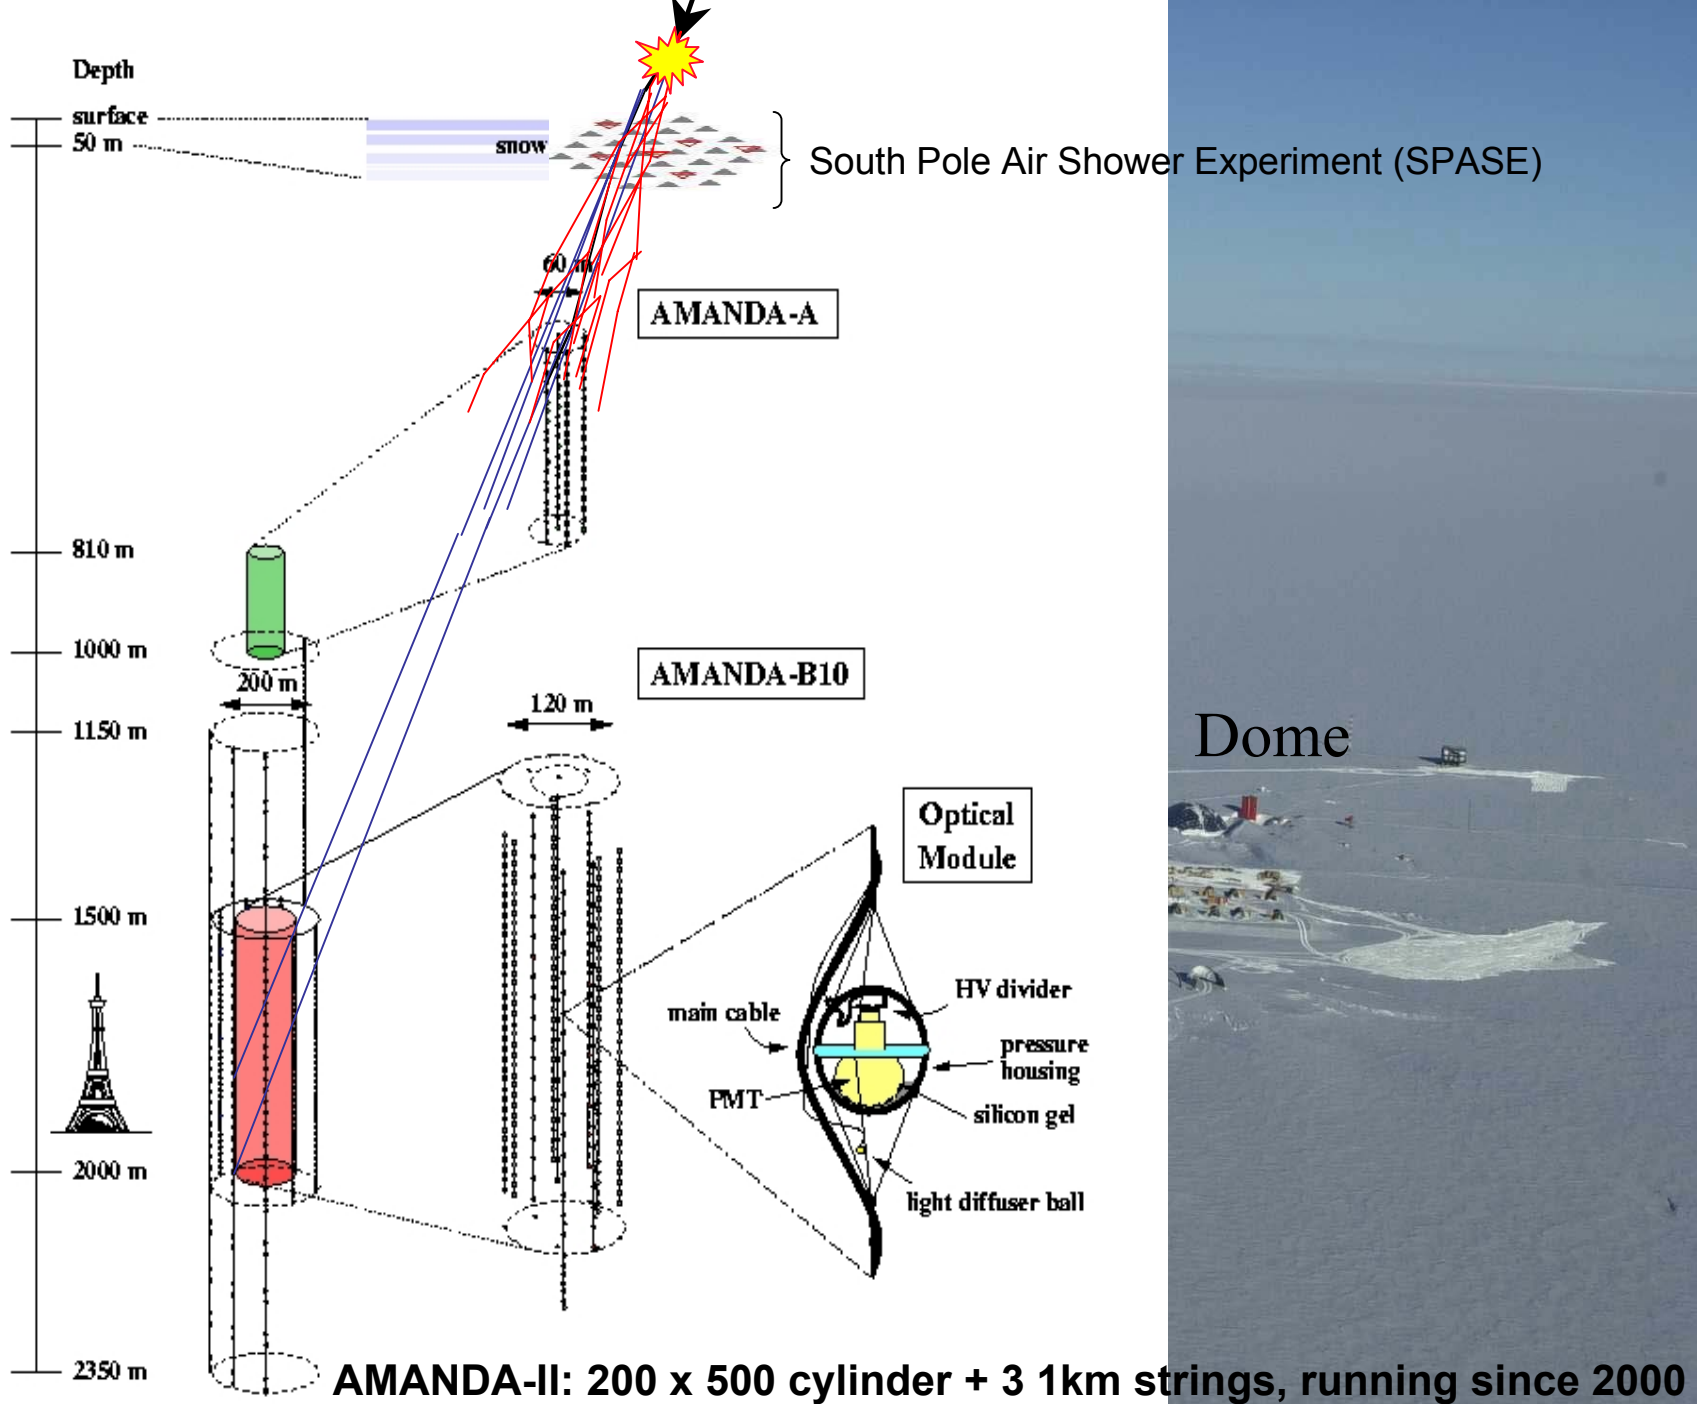 Depth
surface
50 m
snow
South Pole Air Shower Experiment (SPASE)
60 m
AMANDA-A
810 m
1000 m
200 m
AMANDA-B10
120 m
1150 m
Dome
Optical
Module
1500 m
HV divider
main cable
pressure
housing
PMT
silicon gel
2000 m
light diffuser ball
2350 m
AMANDA-II: 200 x 500 cylinder + 3 1km strings, running since 2000